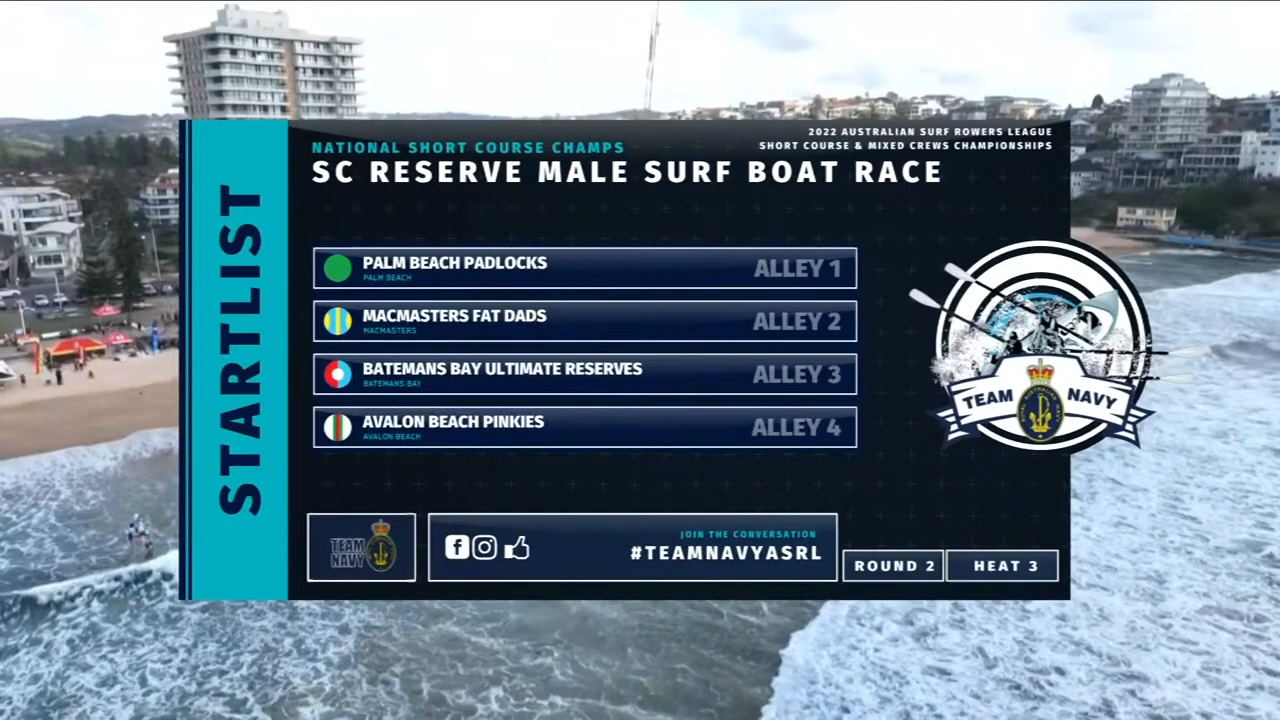 STARTLIST
2022 AUSTRALIAN SURF ROWERS LEAGUE
SHORT COURSE & MIXED CREWS CHAMPIONSHIPS
NATIONAL SHORT COURSE CHAMPS
SC RESERVE MALE SURF BOAT RACE
PALM BEACH PADLOCKS
PALM BEACH
ALLEY 1
MACMASTERS FAT DADS
MACMASTERS
ALLEY 2
BATEMANS BAY ULTIMATE RESERVES
BATEMANS BAY
ALLEY 3
AVALON BEACH PINKIES
AVALON BEACH
ALLEY 4
TEAM NAVY
ROYAL AUSTRALIAN NAVY
TEAM
NAVY
JOIN THE CONVERSATION
#TEAMNAVYASRL
ROUND 2
HEAT 3